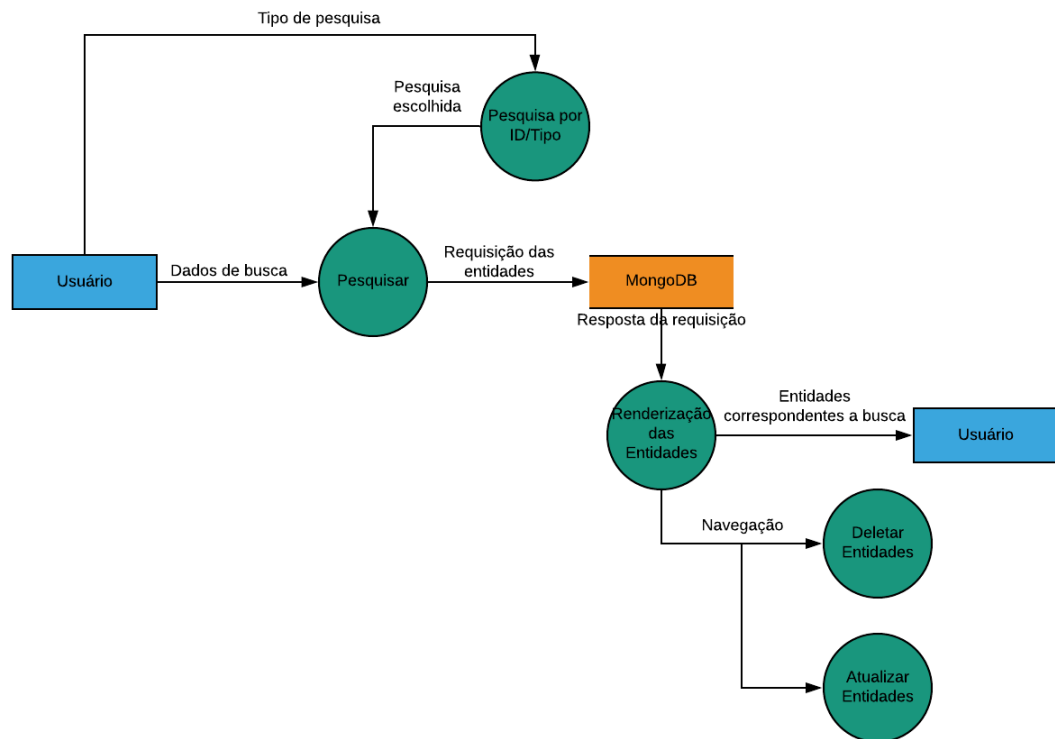 Tipo de pesquisa
Pesquisa
escolhida
Pesquisa por
ID/Tipo
Usuário
Dados de busca
Pesquisar
Requisição das
entidades
MongoDB
Resposta da requisição
Renderização
das
Entidades
Entidades
correspondentes a busca
Usuário
Navegação
Deletar
Entidades
Atualizar
Entidades